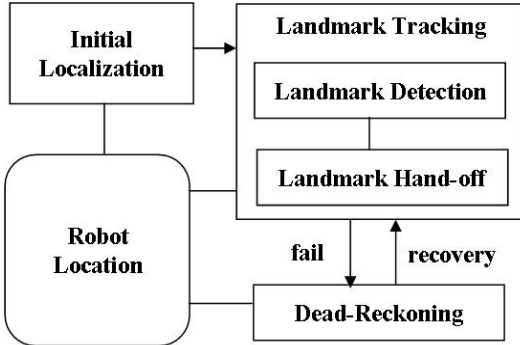 Initial
Localization
Landmark Tracking
Landmark Detection
Landmark Hand-off
Robot
Location
fail
recovery
Dead-Reckoning